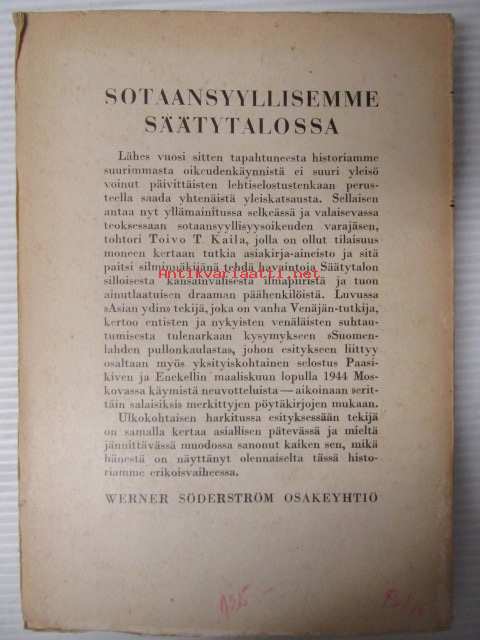 SOTAANSYYLLISEMME
SÄÄTYTALOSSA
Lähes vuosi sitten tapahtuneesta historiamme
suurimmasta oikeudenkäynnistä ei suuri yleisö
voinut päivittäisten lehtiselostustenkaan perus-
teella saada yhtenäistä yleiskatsausta. Sellaisen
antaa nyt yllämainitussa selkeässä ja valaisevassa
teoksessaan sotaansyyllisyysoikeuden varajäsen,
tohtori Toivo T. Kaila, jolla on ollut tilaisuus
moneen kertaan tutkia asiakirja-aineisto ja sitä
paitsi silminnäkijänä tehdä havaintoja Säätytalon
silloisesta kansainvälisestä ilmapiiristä ja tuon
ainutlaatuisen draaman päähenkilöistä. Luvussa
»Asian ydin» tekijä, joka on vanha Venäjän-tutkija,
kertoo entisten ja nykyisten venäläisten suhtau-
tumisesta tulenarkaan kysymykseen »Suomen-
lahden pullonkaulasta», johon esitykseen liittyy
osaltaan myös yksityiskohtainen selostus Paasi-
kiven ja Enckellin maaliskuun lopulla 1944 Mos-
kovassa käymistä neuvotteluista — aikoinaan »erit-
täin salaisiksi» merkittyjen pöytäkirjojen mukaan.
Ulkokohtaisen harkitussa esityksessään tekijä
on samalla kertaa asiallisen pätevässä ja mieltä
jännittävässä muodossa sanonut kaiken sen, mikä
hänestä on näyttänyt olennaiselta tässä histo-
riamme erikoisvaiheessa.
WERNER SÖDERSTRÖM OSAKEYHTIÖ
Antikvariaatti.net